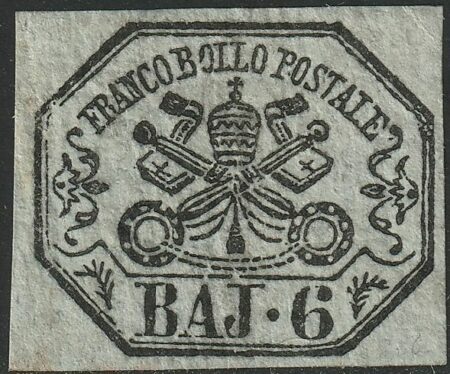 FRANCO BOLLO POSTALE
BAJ · 6